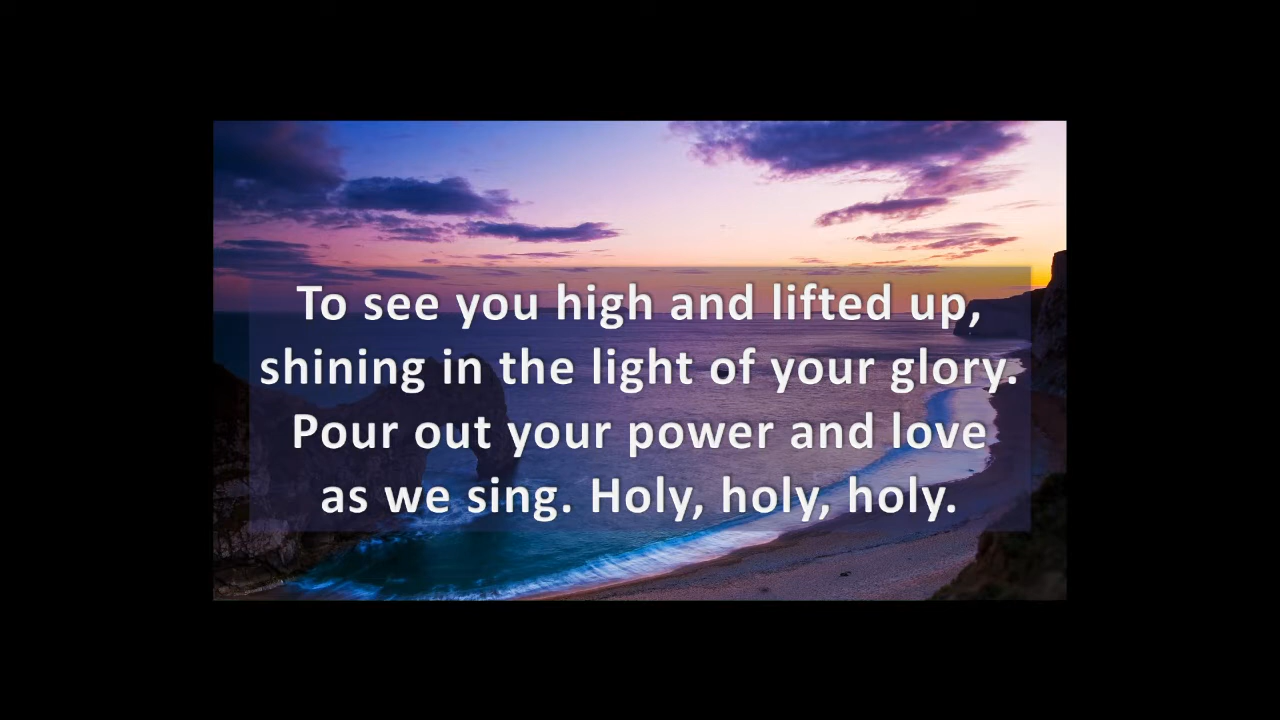 To see you high and lifted up,
shining in the light of your glory.
Pour out your power and love
as we sing. Holy, holy, holy.